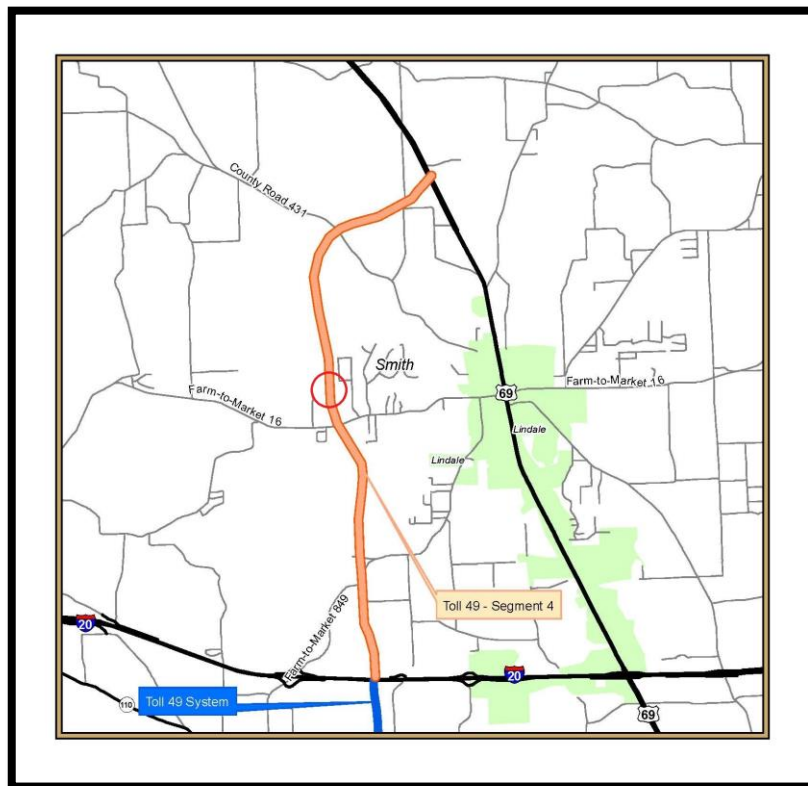 County Road 431
Smith
Farm-to-Market 16
69
Farm-to-Market 16
Lindale
Lindale
Toll 49 - Segment 4
Farm-to-Market 849
20
20
110
Toll 49 System
69